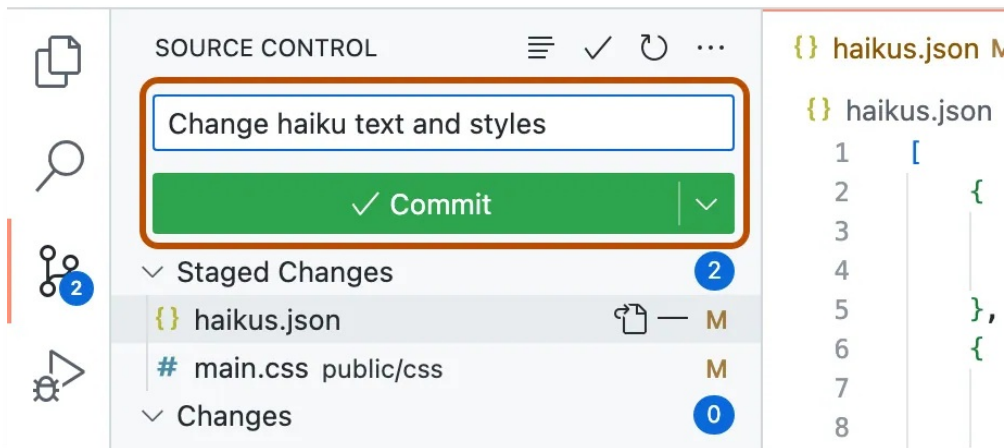 SOURCE CONTROL
Change haiku text and styles
Commit
Staged Changes 2
{} haikus.json M
# main.css public/css M
Changes 0
2
{} haikus.json M
{} haikus.json
1 [
2 {
3
4
5 },
6 {
7
8